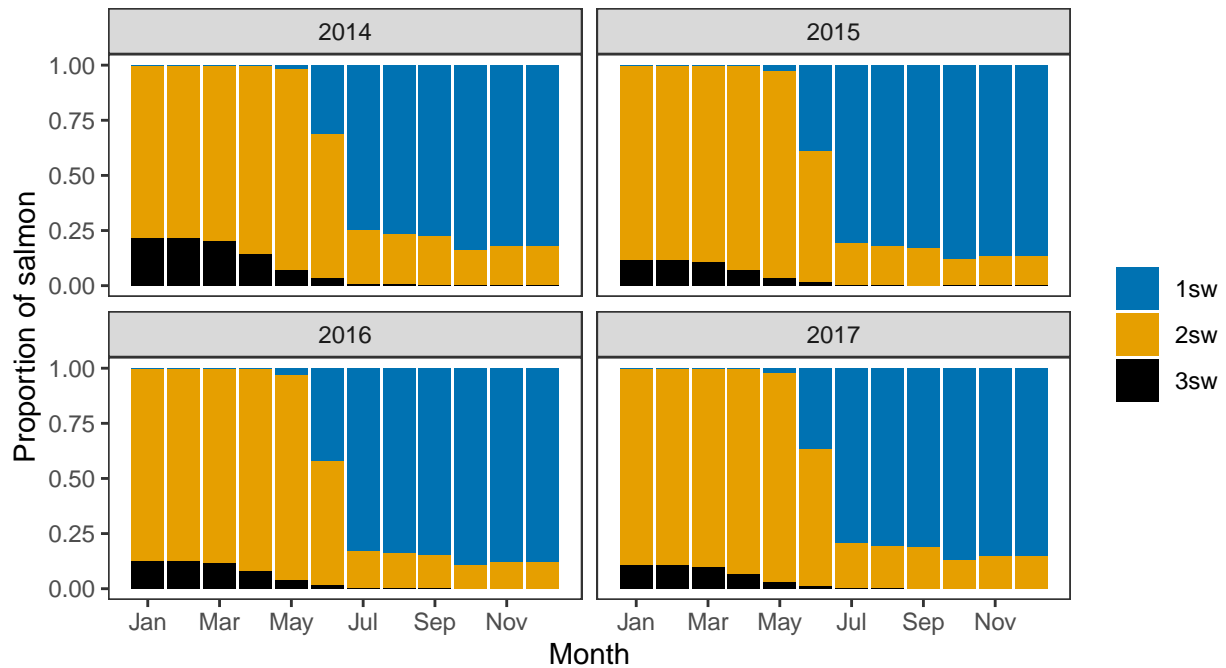 2014
2015
1.00
0.75
0.50
0.25
0.00
2016
2017
1.00
0.75
0.50
0.25
0.00
Jan Mar May Jul Sep Nov
Jan Mar May Jul Sep Nov
Month
Proportion of salmon
1sw
2sw
3sw